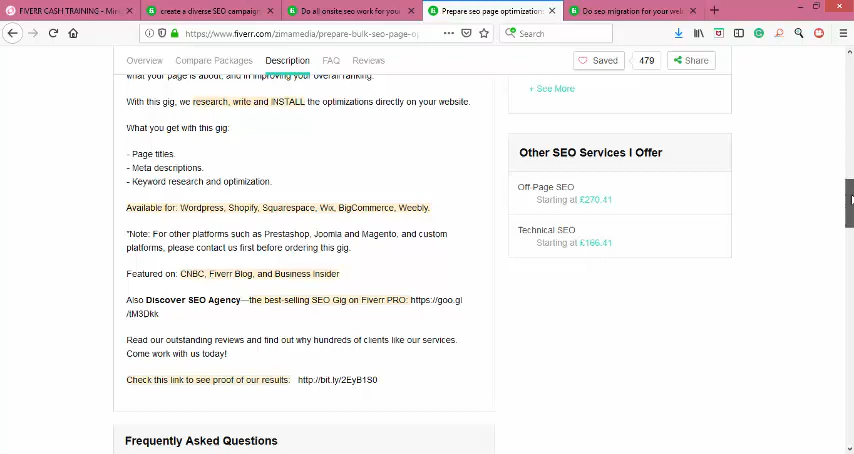 FIVERR CASH TRAINING - Min
create a diverse SEO campaign
Do all onsite seo work for your
Prepare seo page optimizations
Do seo migration for your web
https://www.fiverr.com/zimamedia/prepare-bulk-seo-page-o
Search
Overview Compare Packages Description FAQ Reviews
Saved 479 Share
what your page is about, and in improving your overall ranking.
With this gig, we research, write and INSTALL the optimizations directly on your website.
What you get with this gig:
- Page titles.
- Meta descriptions.
- Keyword research and optimization.
Available for: Wordpress, Shopify, Squarespace, Wix, BigCommerce, Weebly.
*Note: For other platforms such as Prestashop, Joomla and Magento, and custom
platforms, please contact us first before ordering this gig.
Featured on: CNBC, Fiverr Blog, and Business Insider
Also Discover SEO Agency—the best-selling SEO Gig on Fiverr PRO: https://goo.gl
/tM3Dkk
Read our outstanding reviews and find out why hundreds of clients like our services.
Come work with us today!
Check this link to see proof of our results: http://bit.ly/2EyB1S0
Frequently Asked Questions
+ See More
Other SEO Services I Offer
Off-Page SEO
Starting at £270.41
Technical SEO
Starting at £166.41